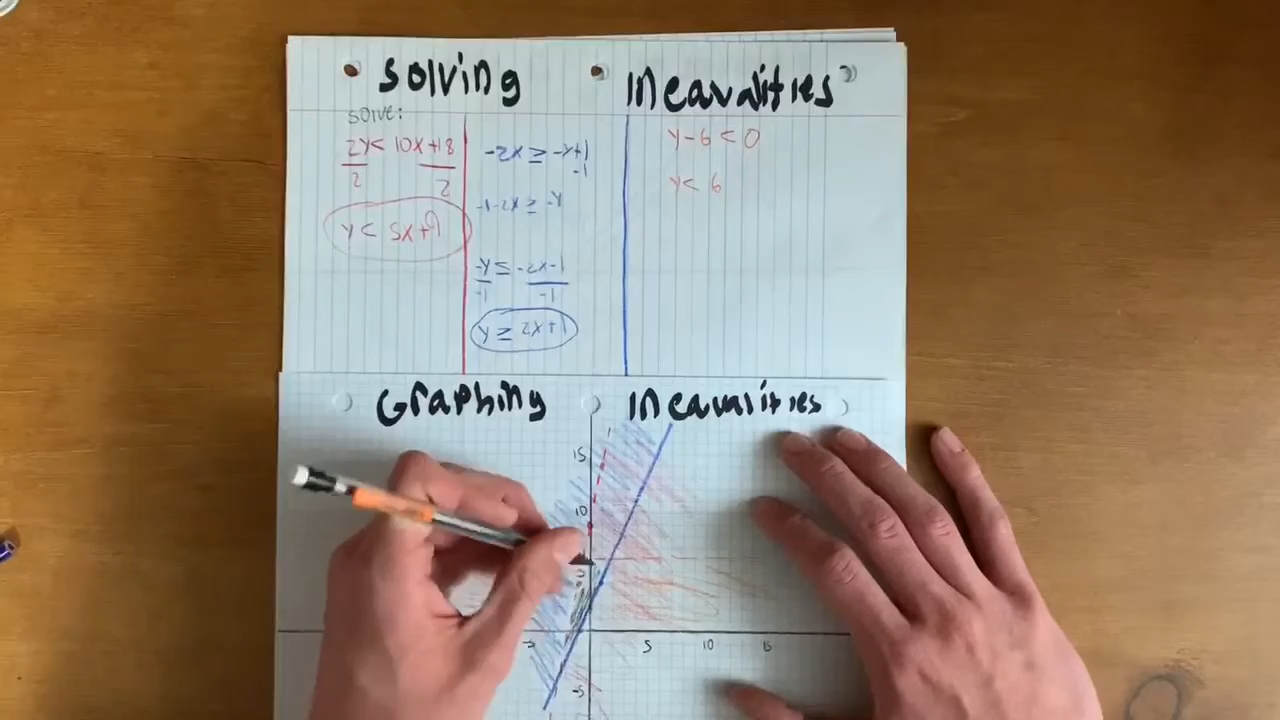 Solving Inequalities
solve:
2y< 10x+18
2 2
y< 5x+9
-2x ≥ -y+1
-1
-2x-1 ≥ -y
-y ≤ -2x-1
-1 -1
y ≥ 2x+1
y-6 < 0
y < 6
Graphing Inequalities
15
10
5
-5 5 10 15
-5